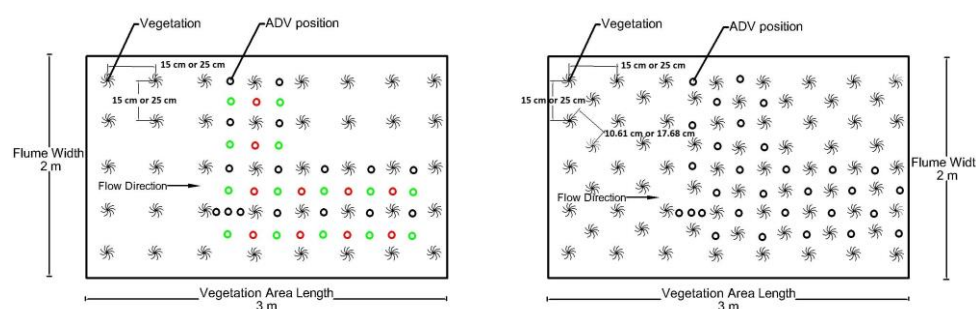 Vegetation
ADV position
15 cm or 25 cm
15 cm or 25 cm
Flume Width
2 m
Flow Direction
Vegetation Area Length
3 m
Vegetation
ADV position
15 cm or 25 cm
15 cm or 25 cm
10.61 cm or 17.68 cm
Flume Width
2 m
Flow Direction
Vegetation Area Length
3 m